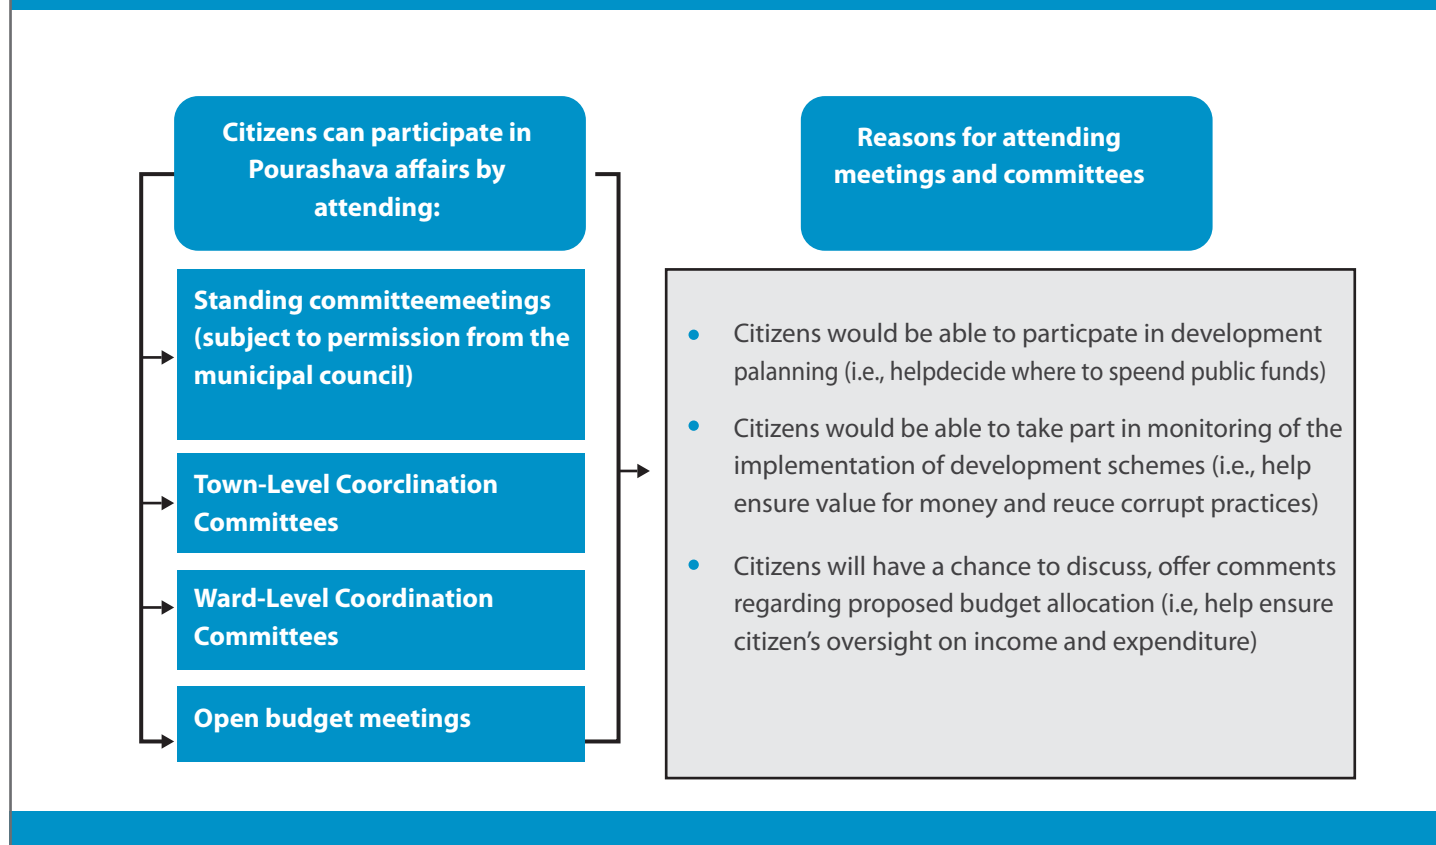 Citizens can participate in
Pourashava affairs by
attending:
Standing committeemeetings
(subject to permission from the
municipal council)
Town-Level Coorclination
Committees
Ward-Level Coordination
Committees
Open budget meetings
Reasons for attending
meetings and committees
• Citizens would be able to particpate in development
palanning (i.e., helpdecide where to speend public funds)
• Citizens would be able to take part in monitoring of the
implementation of development schemes (i.e., help
ensure value for money and reuce corrupt practices)
• Citizens will have a chance to discuss, offer comments
regarding proposed budget allocation (i.e, help ensure
citizen’s oversight on income and expenditure)